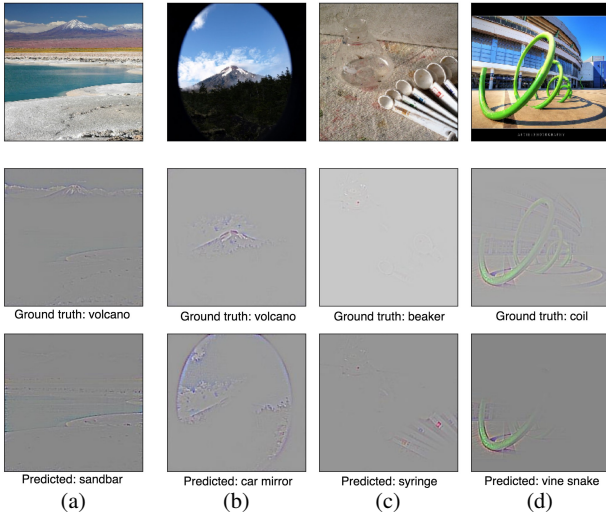 Ground truth: volcano
Ground truth: volcano
Ground truth: beaker
Ground truth: coil
Predicted: sandbar
Predicted: car mirror
Predicted: syringe
Predicted: vine snake
(a)
(b)
(c)
(d)